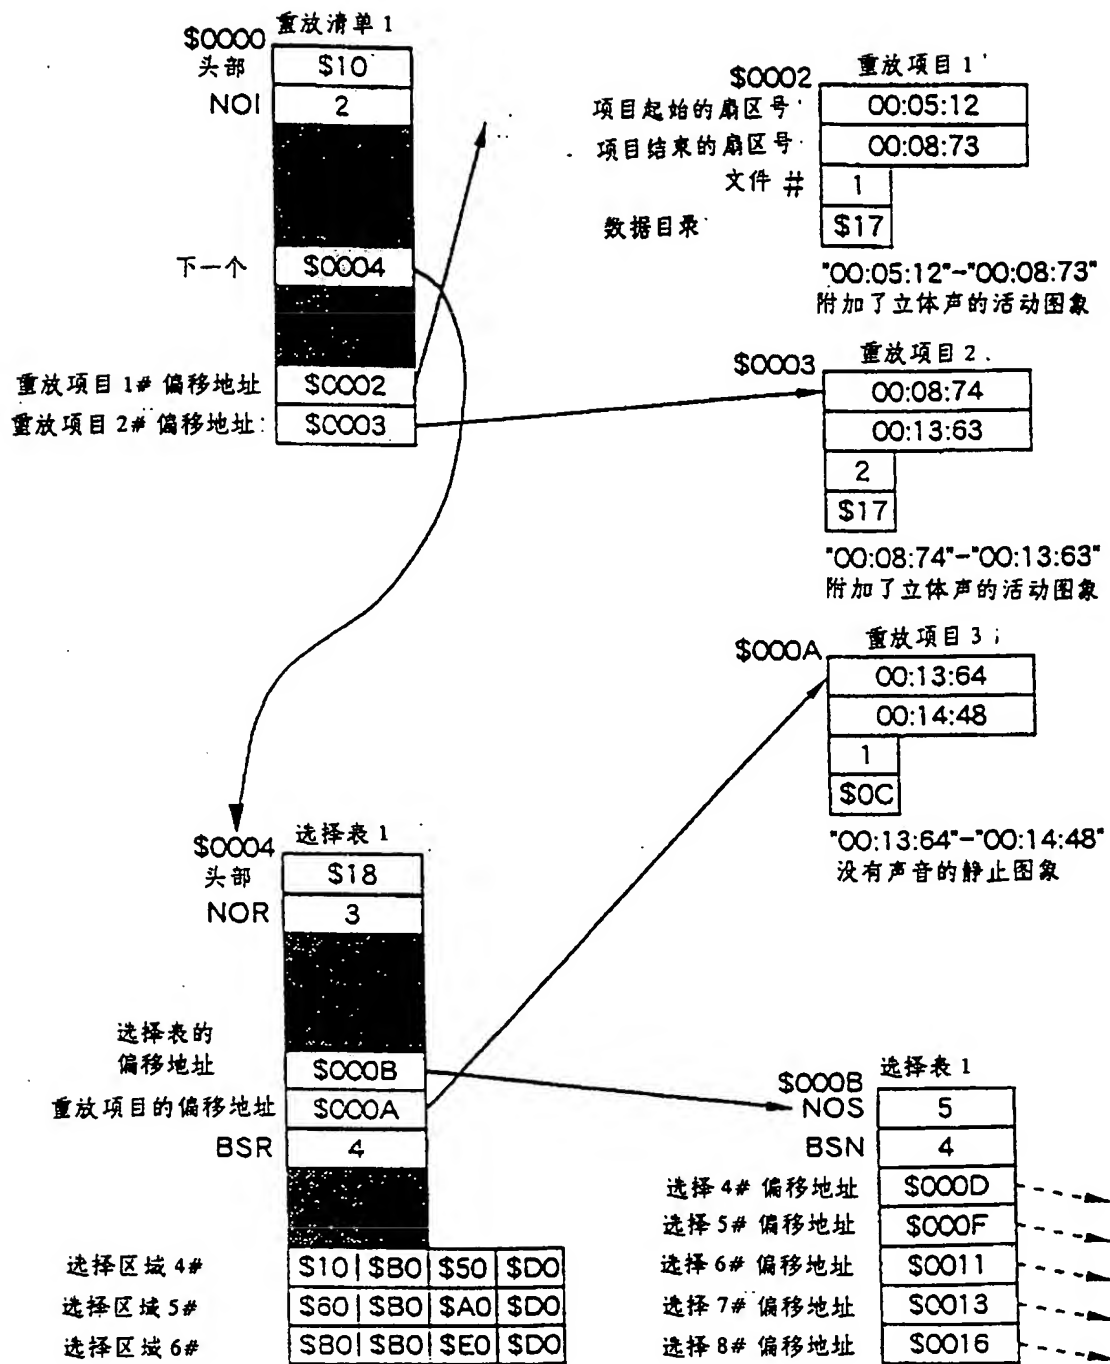 重放清单 1
$0000
头部 $10
NOI 2
下一个 $0004
重放项目 1# 偏移地址 $0002
重放项目 2# 偏移地址: $0003
重放项目 1
$0002
项目起始的扇区号 00:05:12
项目结束的扇区号 00:08:73
文件 # 1
数据目录 $17
"00:05:12"~"00:08:73"
附加了立体声的活动图象
重放项目 2
$0003
00:08:74
00:13:63
2
$17
"00:08:74"-"00:13:63"
附加了立体声的活动图象
重放项目 3
$000A
00:13:64
00:14:48
1
$0C
"00:13:64"-"00:14:48"
没有声音的静止图象
选择表 1
$0004
头部 $18
NOR 3
选择表的
偏移地址 $000B
重放项目的偏移地址 $000A
BSR 4
选择区域 4# $10 $B0 $50 $D0
选择区域 5# $60 $B0 $A0 $D0
选择区域 6# $B0 $B0 $E0 $D0
选择表 1
$000B
NOS 5
BSN 4
选择 4# 偏移地址 $000D
选择 5# 偏移地址 $000F
选择 6# 偏移地址 $0011
选择 7# 偏移地址 $0013
选择 8# 偏移地址 $0016